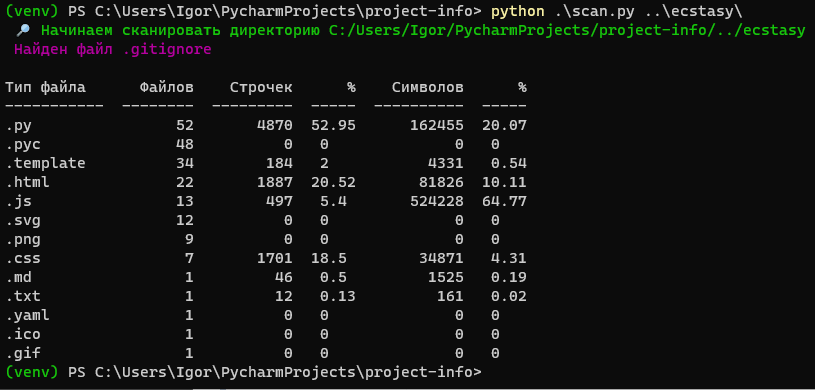 (venv) PS C:\Users\Igor\PycharmProjects\project-info> python .\scan.py ..\ecstasy\
🔎 Начинаем сканировать директорию C:/Users/Igor/PycharmProjects/project-info/../ecstasy
Найден файл .gitignore
Тип файла Файлов Строчек % Символов %
----------- -------- --------- ----- ---------- -----
.py 52 4870 52.95 162455 20.07
.pyc 48 0 0 0 0
.template 34 184 2 4331 0.54
.html 22 1887 20.52 81826 10.11
.js 13 497 5.4 524228 64.77
.svg 12 0 0 0 0
.png 9 0 0 0 0
.css 7 1701 18.5 34871 4.31
.md 1 46 0.5 1525 0.19
.txt 1 12 0.13 161 0.02
.yaml 1 0 0 0 0
.ico 1 0 0 0 0
.gif 1 0 0 0 0
(venv) PS C:\Users\Igor\PycharmProjects\project-info>